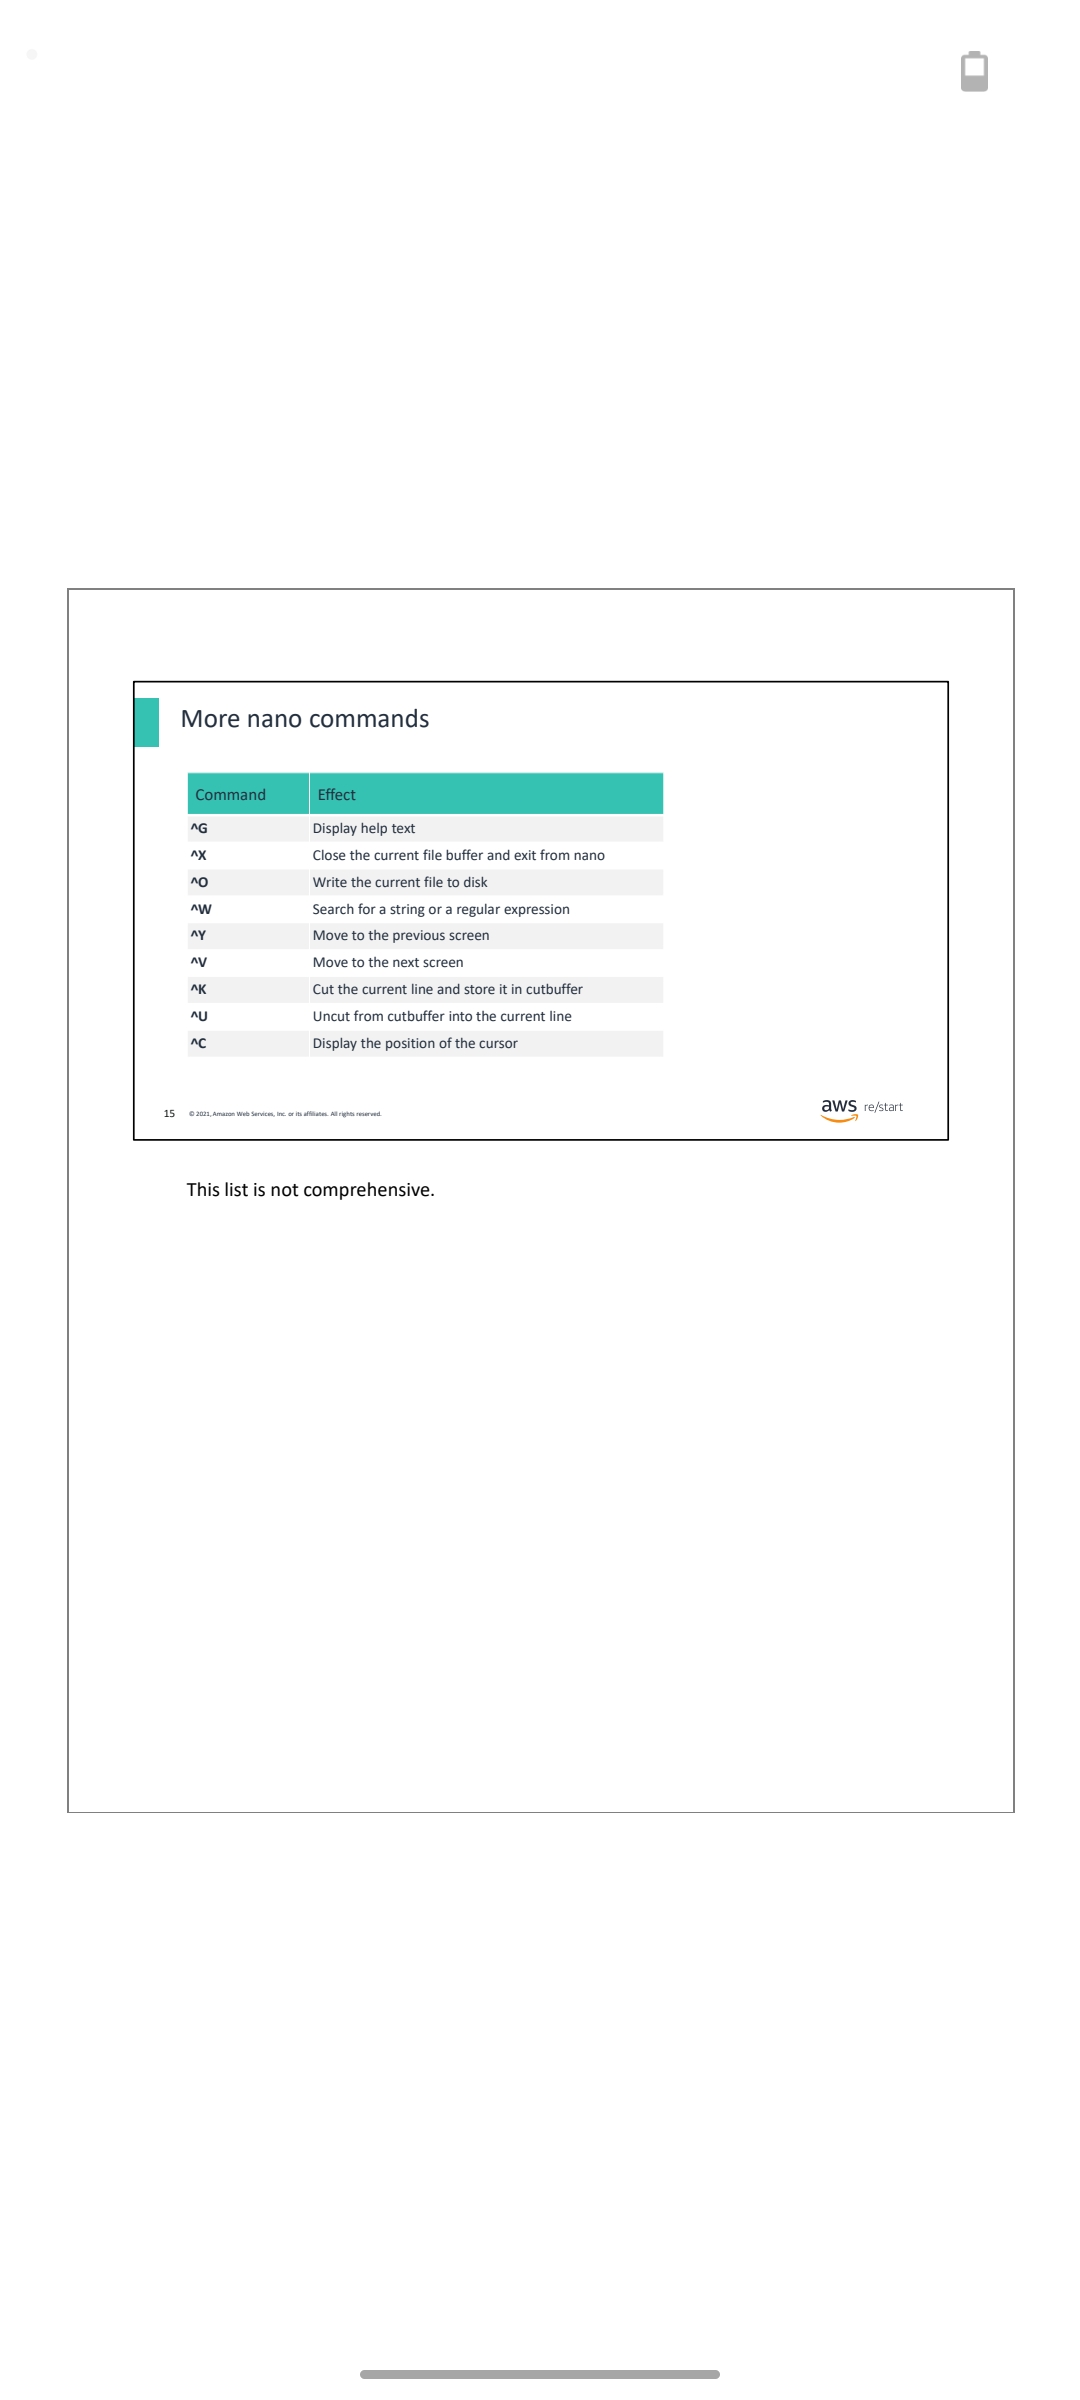 More nano commands
Command Effect
^G Display help text
^X Close the current file buffer and exit from nano
^O Write the current file to disk
^W Search for a string or a regular expression
^Y Move to the previous screen
^V Move to the next screen
^K Cut the current line and store it in cutbuffer
^U Uncut from cutbuffer into the current line
^C Display the position of the cursor
15 © 2021, Amazon Web Services, Inc. or its affiliates. All rights reserved.
aws re/start
This list is not comprehensive.